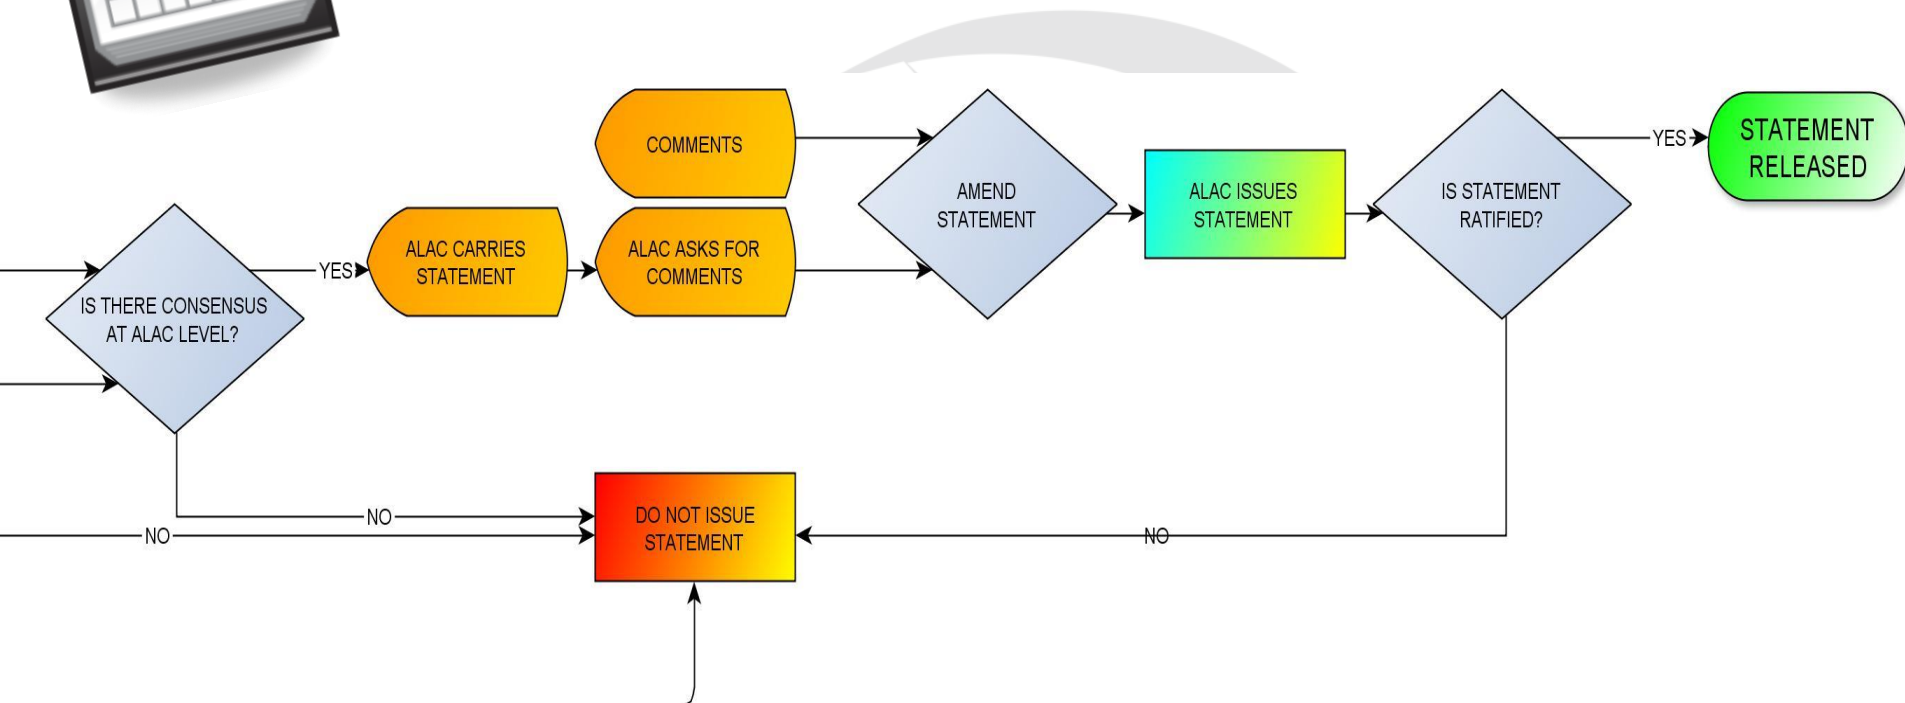 COMMENTS
AMEND
STATEMENT
ALAC ISSUES
STATEMENT
IS STATEMENT
RATIFIED?
YES
STATEMENT
RELEASED
IS THERE CONSENSUS
AT ALAC LEVEL?
YES
ALAC CARRIES
STATEMENT
ALAC ASKS FOR
COMMENTS
NO
NO
DO NOT ISSUE
STATEMENT
NO